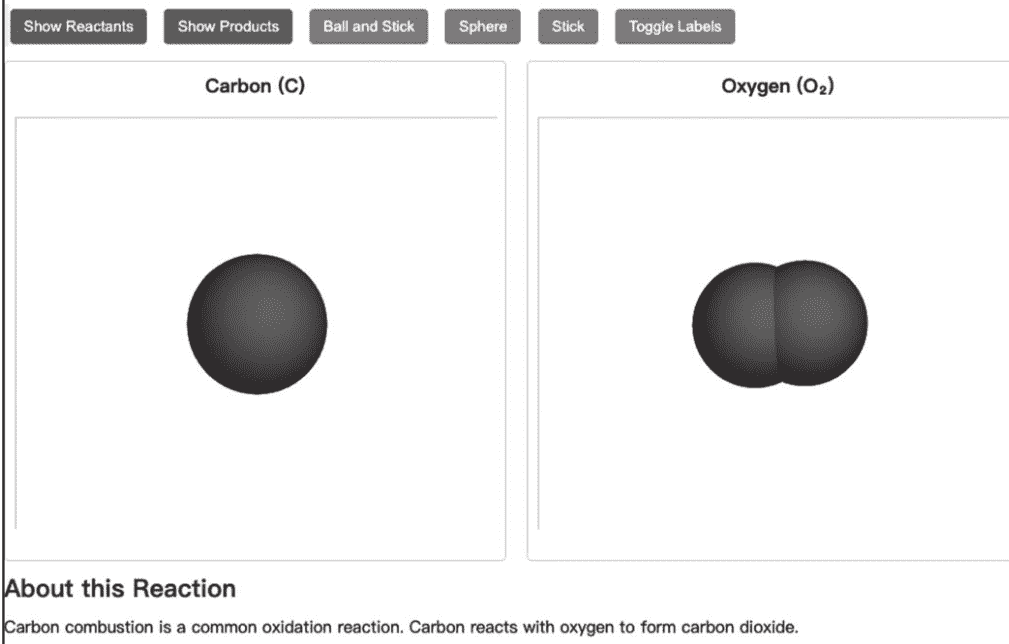 Show Reactants Show Products Ball and Stick Sphere Stick Toggle Labels
Carbon (C)
Oxygen (O₂)
About this Reaction
Carbon combustion is a common oxidation reaction. Carbon reacts with oxygen to form carbon dioxide.